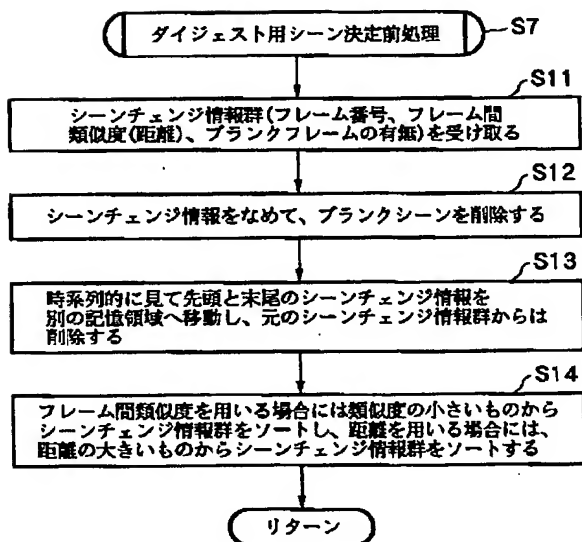 ダイジェスト用シーン決定前処理
S7
S11
シーンチェンジ情報群(フレーム番号、フレーム間
類似度(距離)、ブランクフレームの有無)を受け取る
S12
シーンチェンジ情報をなめて、ブランクシーンを削除する
S13
時系列的に見て先頭と末尾のシーンチェンジ情報を
別の記憶領域へ移動し、元のシーンチェンジ情報群からは
削除する
S14
フレーム間類似度を用いる場合には類似度の小さいものから
シーンチェンジ情報群をソートし、距離を用いる場合には、
距離の大きいものからシーンチェンジ情報群をソートする
リターン